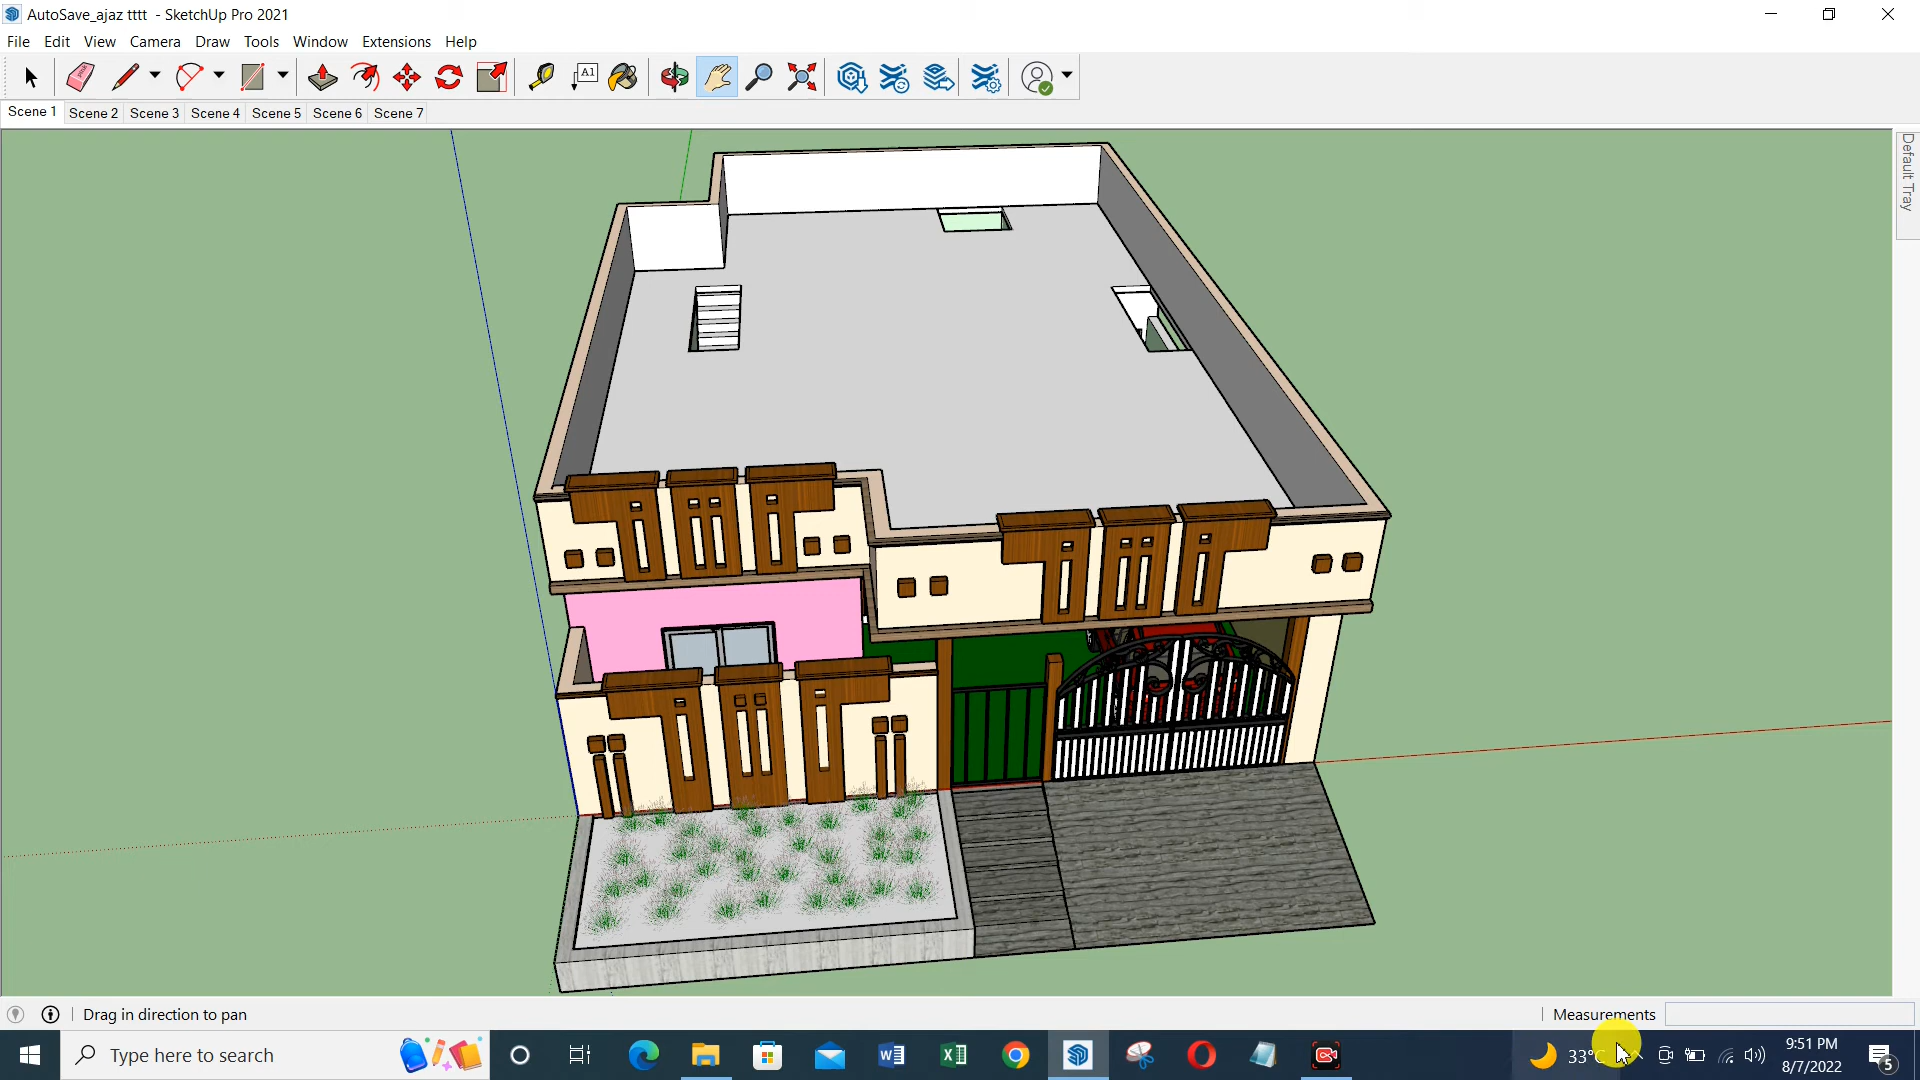 AutoSave_ajaz tttt - SketchUp Pro 2021
File Edit View Camera Draw Tools Window Extensions Help
A1
Scene 1 Scene 2 Scene 3 Scene 4 Scene 5 Scene 6 Scene 7
Default Tray
Drag in direction to pan
Measurements
Type here to search
33°C
9:51 PM
8/7/2022
5